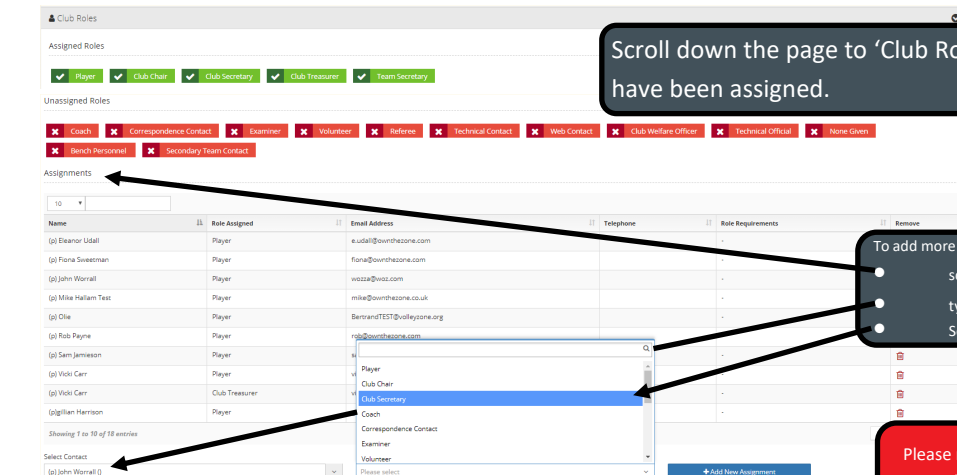 Club Roles
Assigned Roles
Player Club Chair Club Secretary Club Treasurer Team Secretary
Unassigned Roles
Coach Correspondence Contact Examiner Volunteer Referee Technical Contact Web Contact Club Welfare Officer Technical Official None Given
Bench Personnel Secondary Team Contact
Assignments
10
Name Role Assigned Email Address Telephone Role Requirements Remove
(p) Eleanor Udall Player e.udall@ownthezone.com -
(p) Fiona Sweetman Player fiona@ownthezone.com -
(p) John Worrall Player wozza@woz.com -
(p) Mike Hallam Test Player mike@ownthezone.co.uk -
(p) Olie Player BertrandTEST@volleyzone.org -
(p) Rob Payne Player rob@ownthezone.com -
(p) Sam Jamieson Player -
(p) Vicki Carr Player -
(p) Vicki Carr Club Treasurer -
(p)gillian Harrison Player -
Showing 1 to 10 of 18 entries
Select Contact
(p) John Worrall ()
Player
Club Chair
Club Secretary
Coach
Correspondence Contact
Examiner
Volunteer
Please select
+ Add New Assignment
Scroll down the page to ‘Club Ro
have been assigned.
To add more
Please